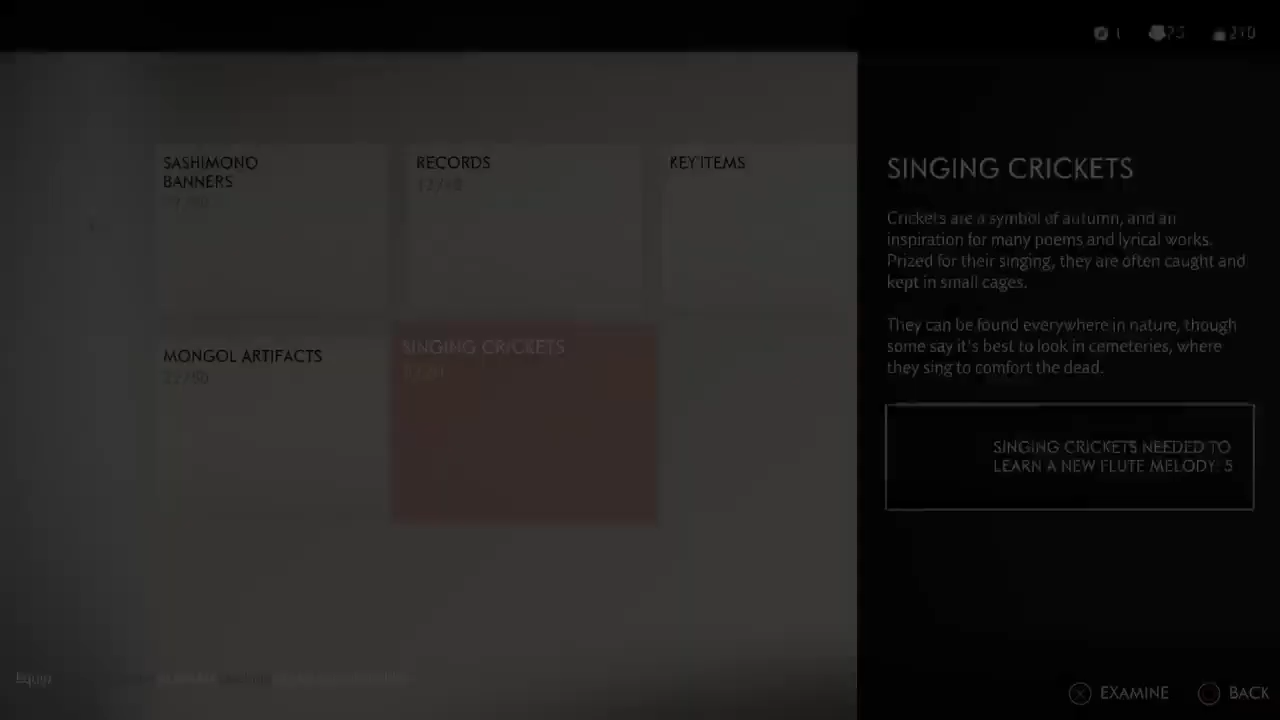 SASHIMONO
BANNERS
RECORDS
KEY ITEMS
MONGOL ARTIFACTS
SINGING CRICKETS
SINGING CRICKETS
Crickets are a symbol of autumn, and an
inspiration for many poems and lyrical works.
Prized for their singing, they are often caught and
kept in small cages.
They can be found everywhere in nature, though
some say it's best to look in cemeteries, where
they sing to comfort the dead.
SINGING CRICKETS NEEDED TO
LEARN A NEW FLUTE MELODY: 5
Equip
EXAMINE
BACK